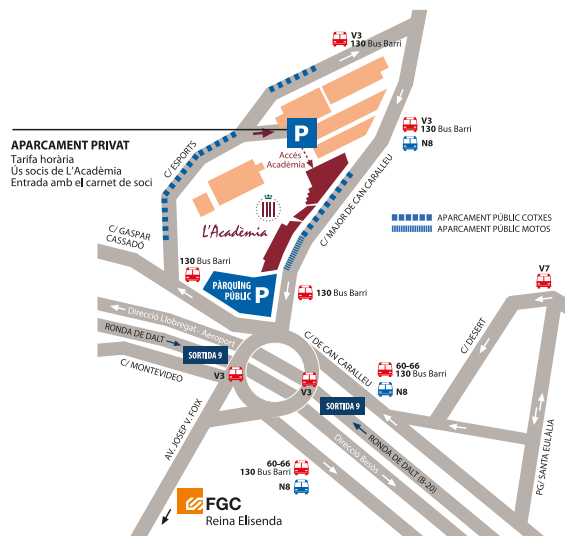 V3
130 Bus Barri
P
Accés
Acadèmia
APARCAMENT PRIVAT
Tarifa horària
Ús socis de L'Acadèmia
Entrada amb el carnet de soci
C/ ESPORTS
V3
130 Bus Barri
N8
C/ MAJOR DE CAN CARALLEU
APARCAMENT PÚBLIC COTXES
APARCAMENT PÚBLIC MOTOS
L'Acadèmia
C/ GASPAR
CASSADÓ
130 Bus Barri
PÀRQUING
PÚBLIC
P
130 Bus Barri
V7
Direcció Llobregat - Aeroport
RONDA DE DALT
SORTIDA 9
C/ MONTEVIDEO
V3
V3
C/ DE CAN CARALLEU
60-66
130 Bus Barri
N8
C/ DESERT
SORTIDA 9
RONDA DE DALT (B-20)
Direcció Besòs
PG/ SANTA EULÀLIA
AV. JOSEP V. FOIX
60-66
130 Bus Barri
N8
FGC
Reina Elisenda